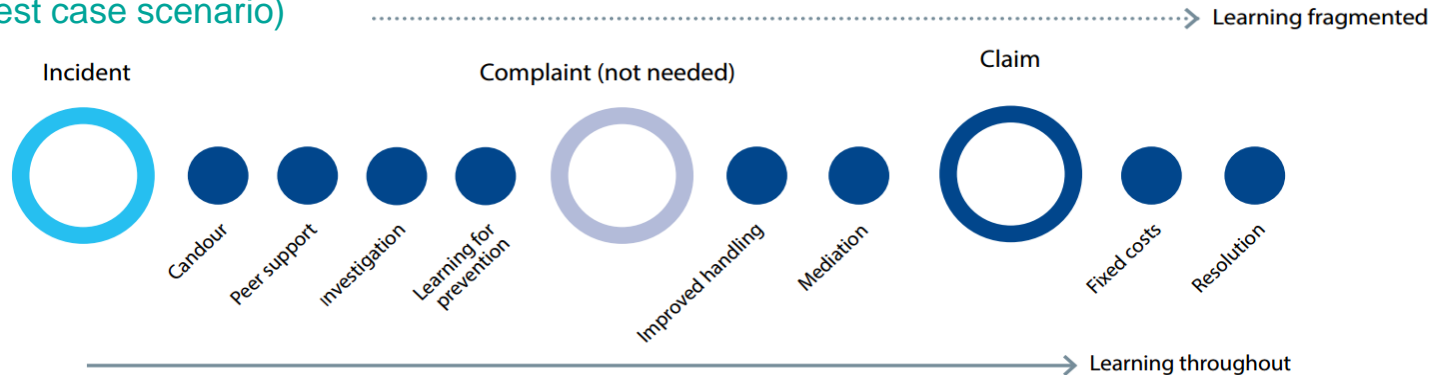 est case scenario)
Learning fragmented
Incident
Complaint (not needed)
Claim
Candour
Peer support
Investigation
Learning for
prevention
Improved handling
Mediation
Fixed costs
Resolution
Learning throughout